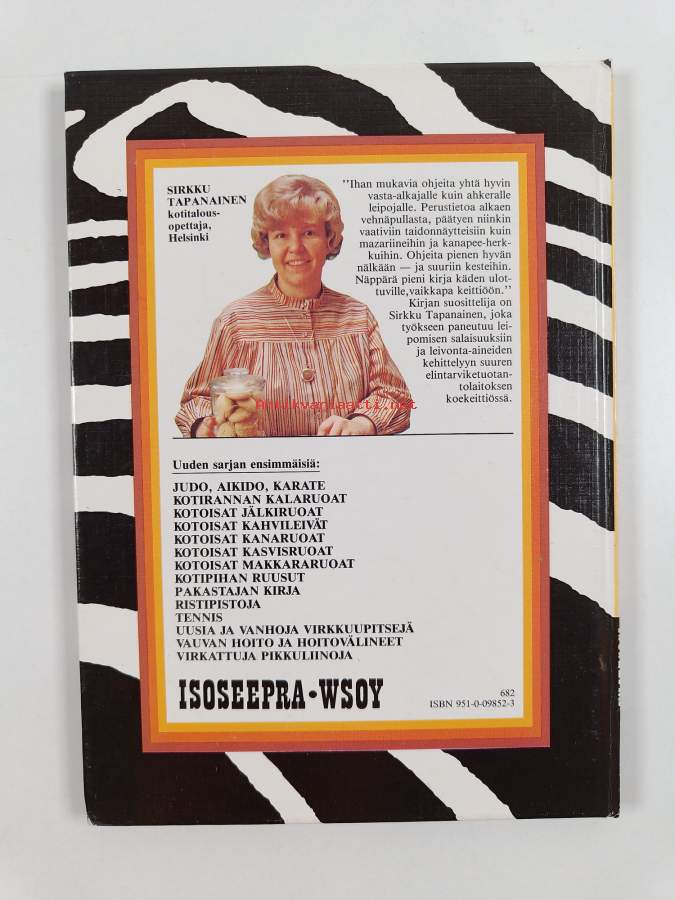 SIRKKU
TAPANAINEN
kotitalous-
opettaja,
Helsinki
"Ihan mukavia ohjeita yhtä hyvin
vasta-alkajalle kuin ahkeralle
leipojalle. Perustietoa alkaen
vehnäpullasta, päätyen niinkin
vaativiin taidonnäytteisiin kuin
mazariineihin ja kanapee-herk-
kuihin. Ohjeita pienen hyvän
nälkään — ja suuriin kesteihin.
Näppärä pieni kirja käden ulot-
tuville,vaikkapa keittiöön."
Kirjan suosittelija on
Sirkku Tapanainen, joka
työkseen paneutuu lei-
pomisen salaisuuksiin
ja leivonta-aineiden
kehittelyyn suuren
elintarviketuotan-
tolaitoksen
koekeittiössä.
Antikvaplaatti.net
Uuden sarjan ensimmäisiä:
JUDO, AIKIDO, KARATE
KOTIRANNAN KALARUOAT
KOTOISAT JÄLKIRUOAT
KOTOISAT KAHVILEIVÄT
KOTOISAT KANARUOAT
KOTOISAT KASVISRUOAT
KOTOISAT MAKKARARUOAT
KOTIPIHAN RUUSUT
PAKASTAJAN KIRJA
RISTIPISTOJA
TENNIS
UUSIA JA VANHOJA VIRKKUUPITSEJÄ
VAUVAN HOITO JA HOITOVÄLINEET
VIRKATTUJA PIKKULIINOJA
ISOSEEPRA•WSOY
682
ISBN 951-0-09852-3